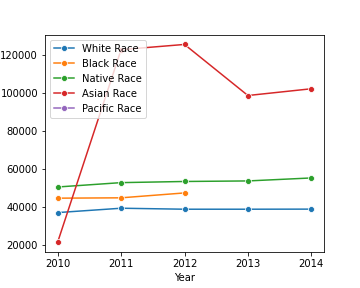 120000
100000
80000
60000
40000
20000
White Race
Black Race
Native Race
Asian Race
Pacific Race
2010 2011 2012 2013 2014
Year